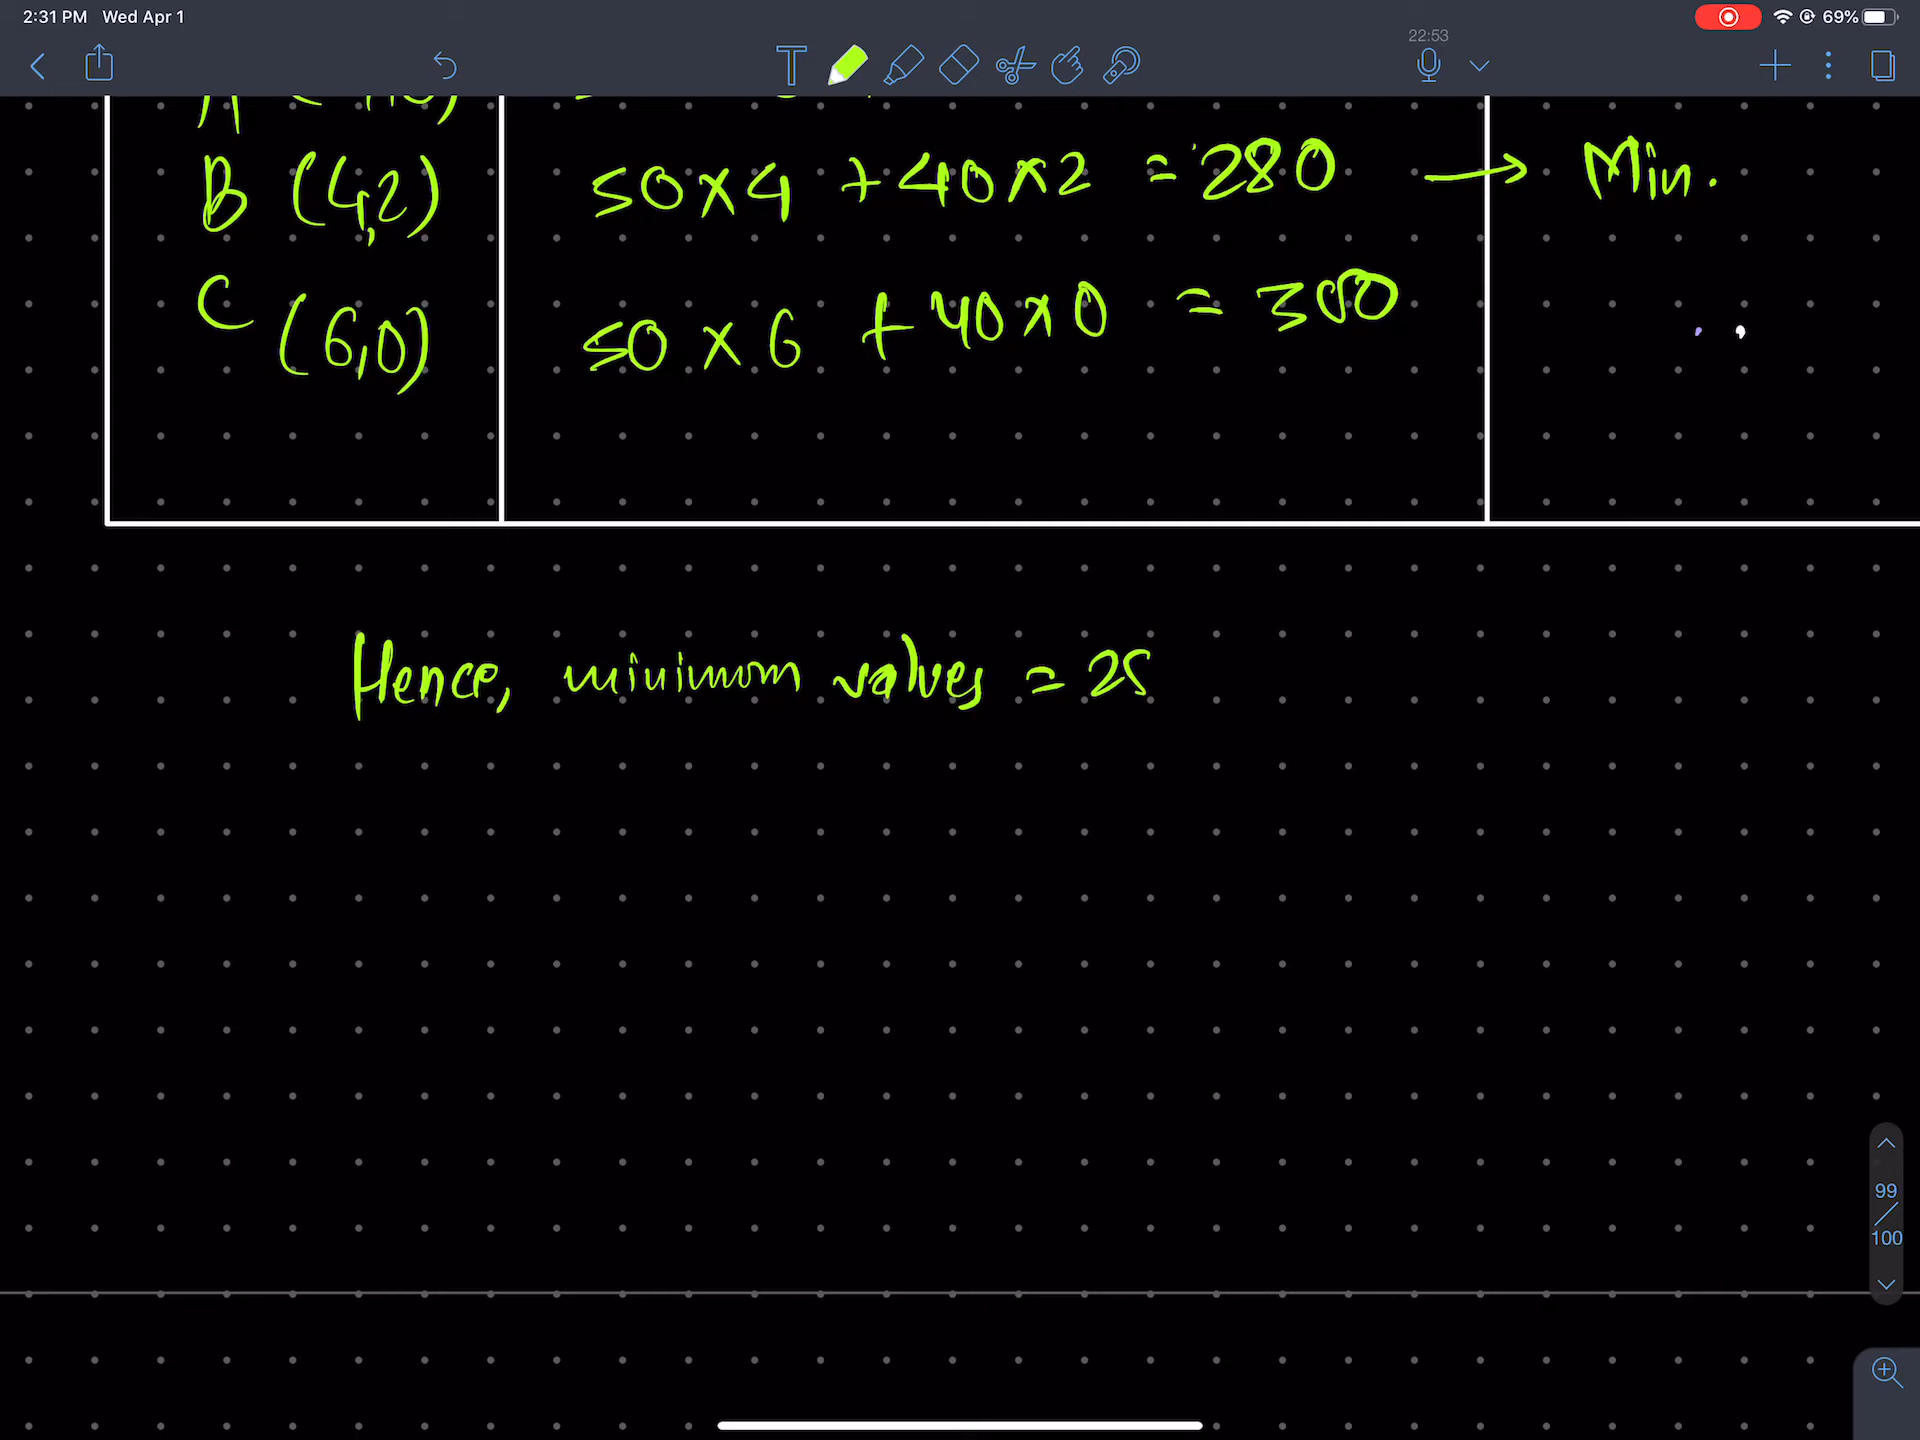 2:31 PM Wed Apr 1
69%
22:53
B (4,2) 50×4 + 40×2 = 280 → Min.
C (6,0) 50×6 + 40×0 = 300
Hence, minimum values = 28
99
100